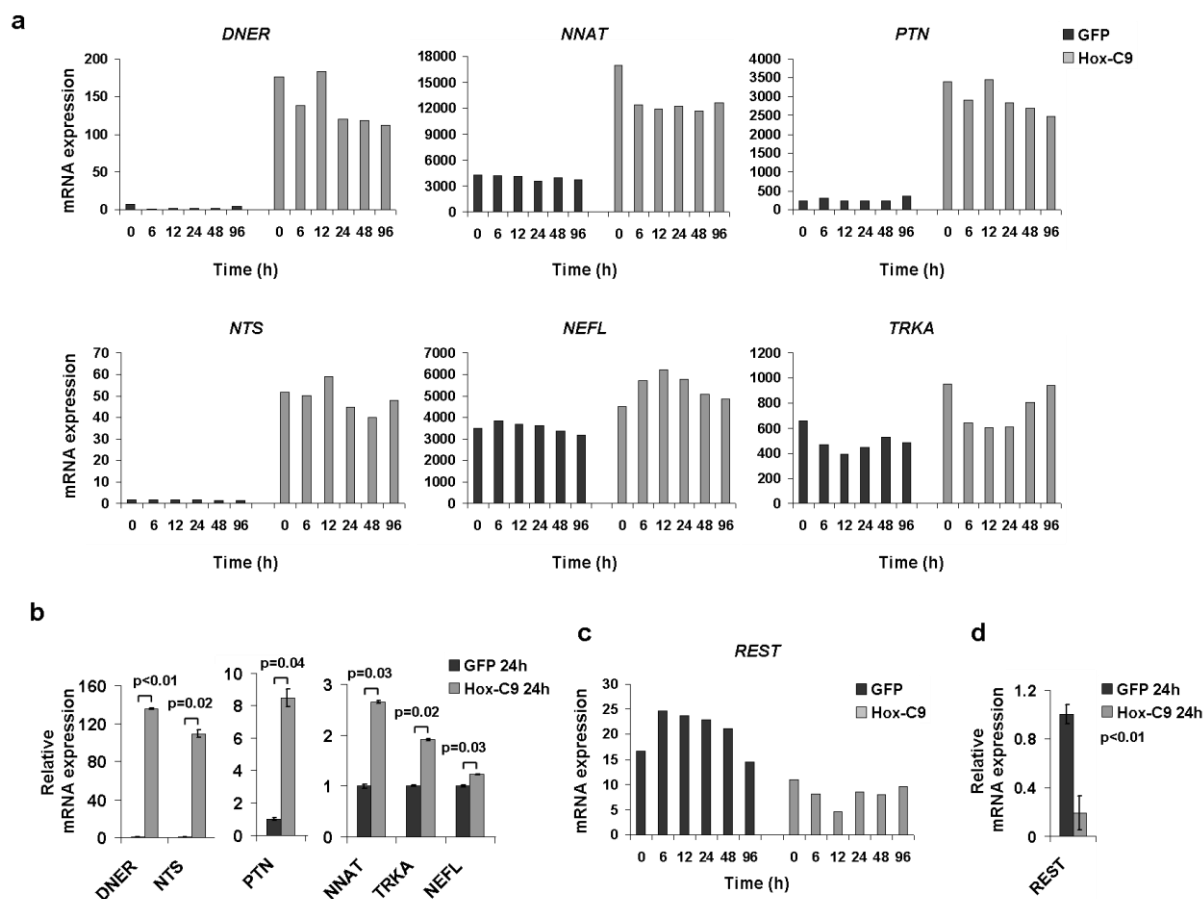 a
DNER
NNAT
PTN
GFP
Hox-C9
mRNA expression
200
150
100
50
0
0 6 12 24 48 96 0 6 12 24 48 96
Time (h)
18000
15000
12000
9000
6000
3000
0
0 6 12 24 48 96 0 6 12 24 48 96
Time (h)
4000
3500
3000
2500
2000
1500
1000
500
0
0 6 12 24 48 96 0 6 12 24 48 96
Time (h)
NTS
NEFL
TRKA
mRNA expression
70
60
50
40
30
20
10
0
0 6 12 24 48 96 0 6 12 24 48 96
Time (h)
7000
6000
5000
4000
3000
2000
1000
0
0 6 12 24 48 96 0 6 12 24 48 96
Time (h)
1200
1000
800
600
400
200
0
0 6 12 24 48 96 0 6 12 24 48 96
Time (h)
b
Relative
mRNA expression
160
120
80
40
0
p<0.01
p=0.02
DNER
NTS
10
8
6
4
2
0
p=0.04
PTN
GFP 24h
Hox-C9 24h
3
2
1
0
p=0.03
p=0.02
p=0.03
NNAT
TRKA
NEFL
c
REST
GFP
Hox-C9
mRNA expression
30
25
20
15
10
5
0
0 6 12 24 48 96 0 6 12 24 48 96
Time (h)
d
Relative
mRNA expression
1.2
0.8
0.4
0
GFP 24h
Hox-C9 24h
p<0.01
REST